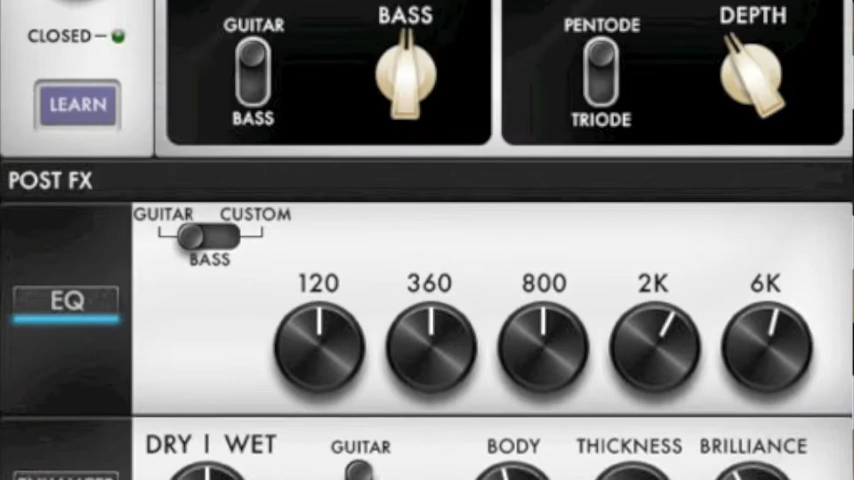 CLOSED
LEARN
GUITAR
BASS
BASS
PENTODE
TRIODE
DEPTH
POST FX
EQ
GUITAR CUSTOM
BASS
120 360 800 2K 6K
DRY | WET GUITAR BODY THICKNESS BRILLIANCE